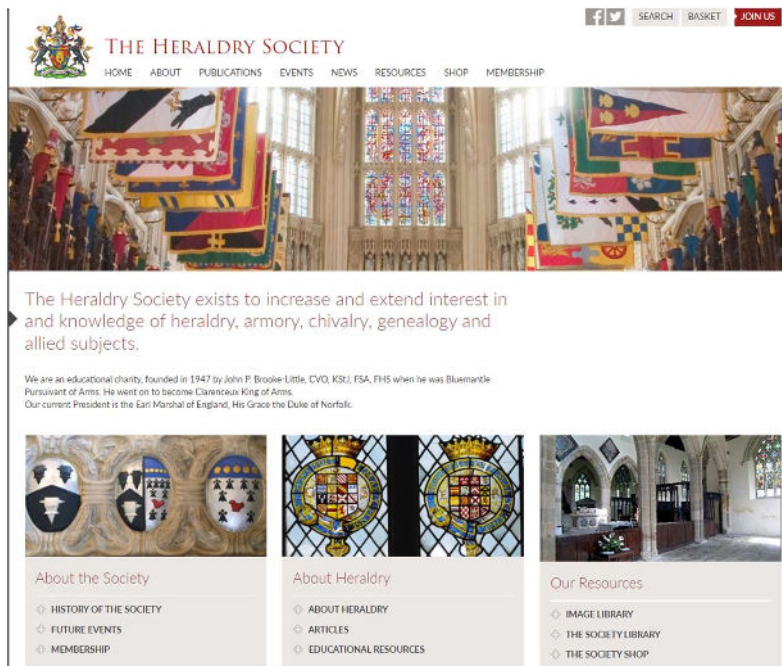 SEARCH BASKET JOIN US
THE HERALDRY SOCIETY
HOME ABOUT PUBLICATIONS EVENTS NEWS RESOURCES SHOP MEMBERSHIP
The Heraldry Society exists to increase and extend interest in
and knowledge of heraldry, armory, chivalry, genealogy and
allied subjects.
We are an educational charity, founded in 1947 by John P. Brooke-Little, CVO, KStJ, FSA, FHS when he was Bluemantle
Pursuivant of Arms. He went on to become Clarenceux King of Arms.
Our current President is the Earl Marshal of England, His Grace the Duke of Norfolk.
About the Society
HISTORY OF THE SOCIETY
FUTURE EVENTS
MEMBERSHIP
About Heraldry
ABOUT HERALDRY
ARTICLES
EDUCATIONAL RESOURCES
Our Resources
IMAGE LIBRARY
THE SOCIETY LIBRARY
THE SOCIETY SHOP